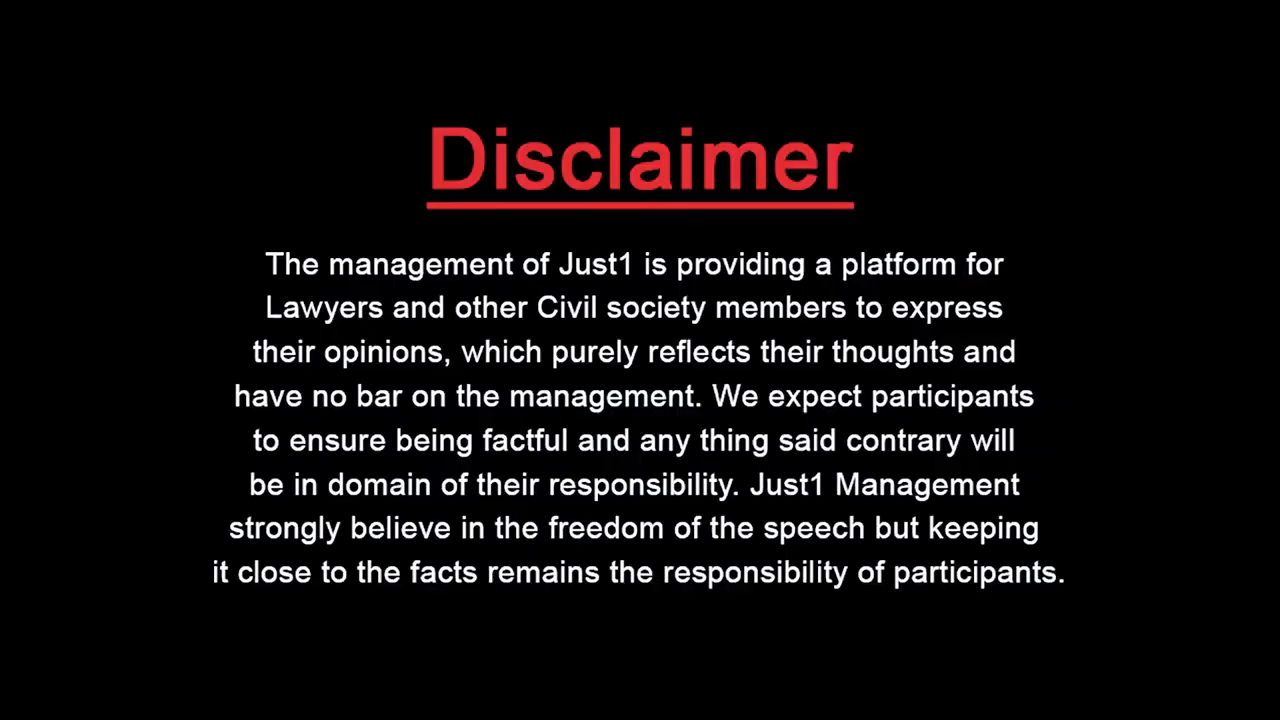 Disclaimer
The management of Just1 is providing a platform for
Lawyers and other Civil society members to express
their opinions, which purely reflects their thoughts and
have no bar on the management. We expect participants
to ensure being factful and any thing said contrary will
be in domain of their responsibility. Just1 Management
strongly believe in the freedom of the speech but keeping
it close to the facts remains the responsibility of participants.